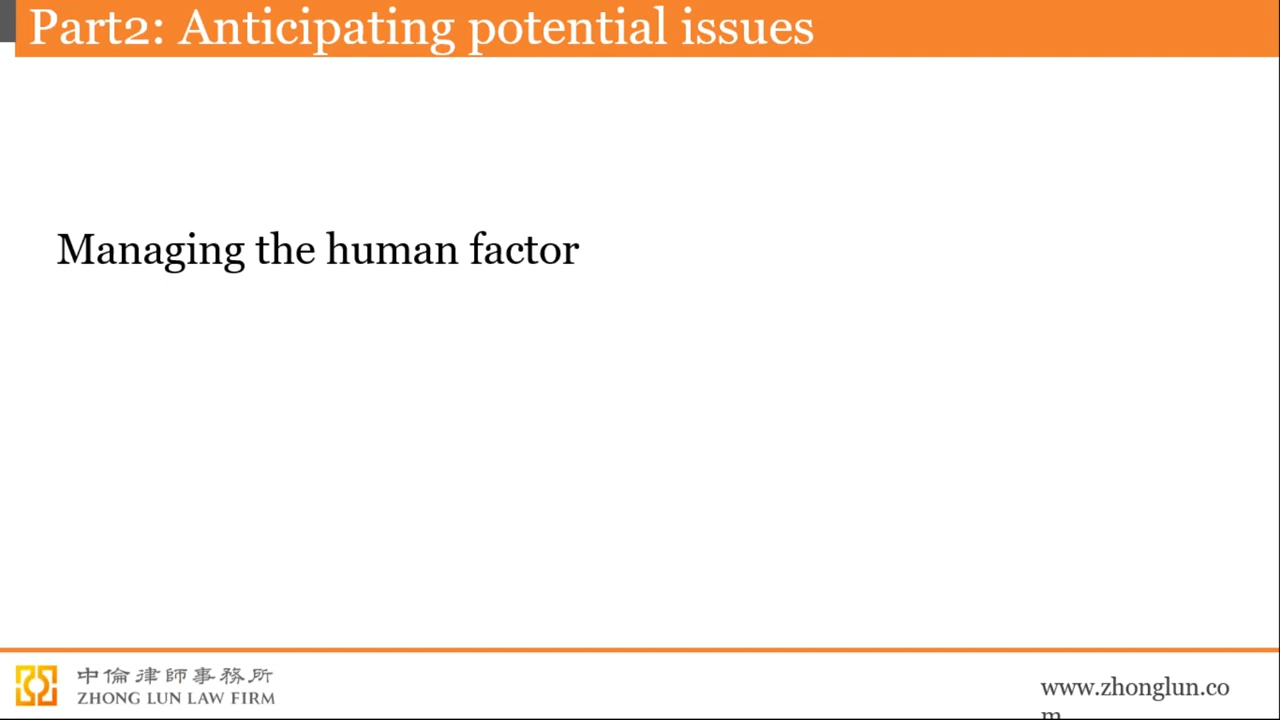 Part2: Anticipating potential issues
Managing the human factor
中倫律師事務所
ZHONG LUN LAW FIRM
www.zhonglun.co
m